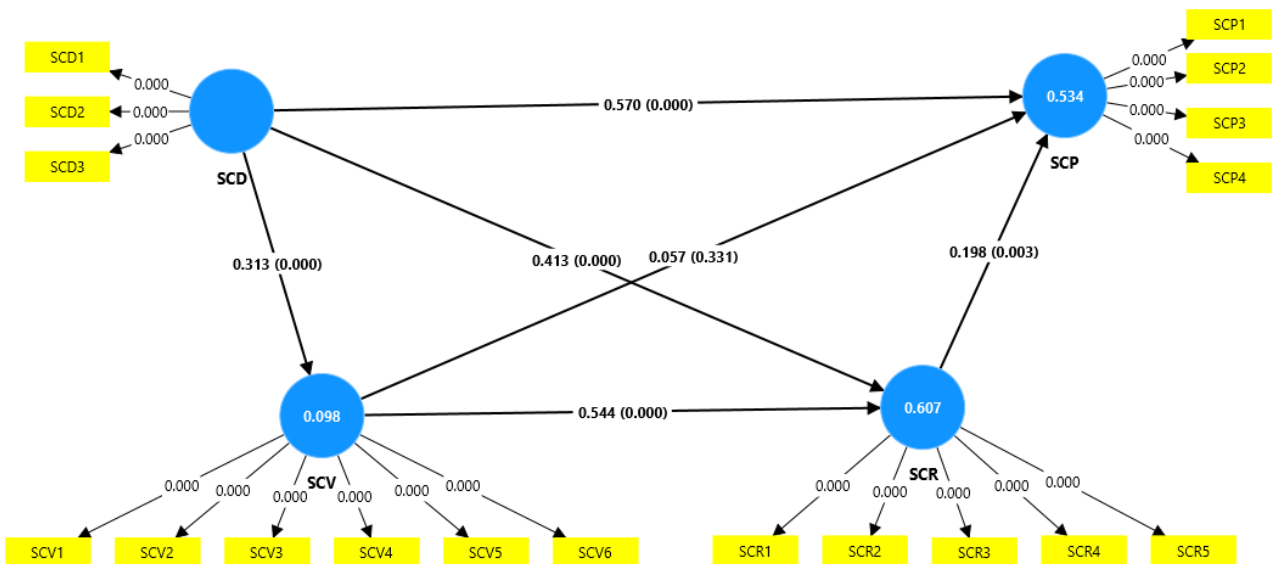 SCD1
SCD2
SCD3
0.000
0.000
0.000
SCD
SCP1
SCP2
SCP3
SCP4
0.000
0.000
0.000
0.000
0.534
SCP
0.570 (0.000)
0.313 (0.000)
0.413 (0.000)
0.057 (0.331)
0.198 (0.003)
0.544 (0.000)
0.098
SCV
0.000
0.000
0.000
0.000
0.000
0.000
SCV1
SCV2
SCV3
SCV4
SCV5
SCV6
0.607
SCR
0.000
0.000
0.000
0.000
0.000
SCR1
SCR2
SCR3
SCR4
SCR5